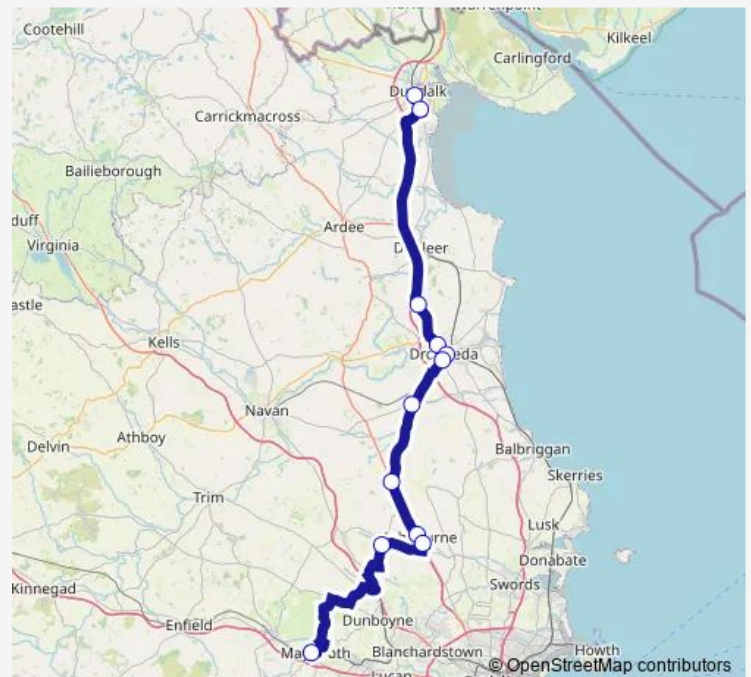 Cootehill
Kilkeel
Carlingford
Carrickmacross
Bailieborough
Virginia
Ardee
Kells
Navan
Athboy
Delvin
Balbriggan
Skerries
Trim
Lusk
Donabate
Swords
Kinnegad
Enfield
Dunboyne
Blanchardstown
Howth
© OpenStreetMap contributors